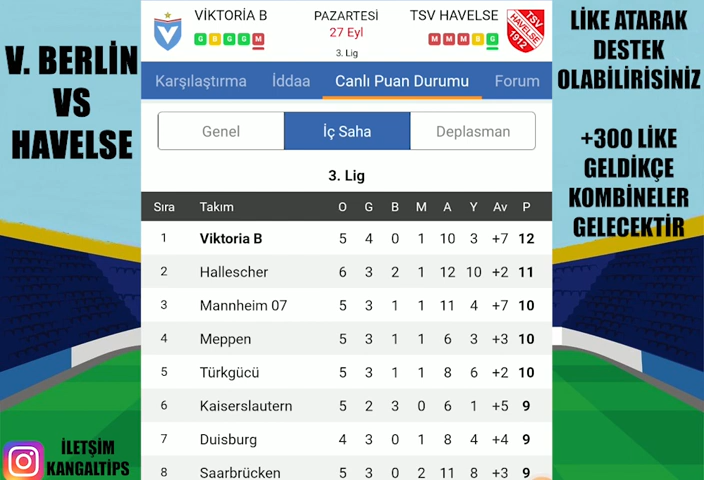 V. BERLİN
VS
HAVELSE
VİKTORİA B
G B G G M
PAZARTESİ
27 Eyl
3. Lig
TSV HAVELSE
M M M B G
TSV
HAVELSE
1912
LİKE ATARAK
DESTEK
OLABİLİRİSİNİZ
+300 LİKE
GELDİKÇE
KOMBİNELER
GELECEKTİR
Karşılaştırma İddaa Canlı Puan Durumu Forum
Genel İç Saha Deplasman
3. Lig
Sıra Takım O G B M A Y Av P
1 Viktoria B 5 4 0 1 10 3 +7 12
2 Hallescher 6 3 2 1 12 10 +2 11
3 Mannheim 07 5 3 1 1 11 4 +7 10
4 Meppen 5 3 1 1 6 3 +3 10
5 Türkgücü 5 3 1 1 8 6 +2 10
6 Kaiserslautern 5 2 3 0 6 1 +5 9
7 Duisburg 4 3 0 1 8 4 +4 9
8 Saarbrücken 5 3 0 2 11 8 +3 9
İLETŞİM
KANGALTİPS